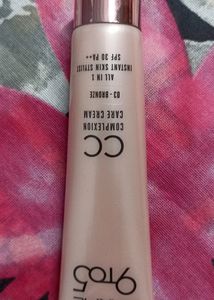 9TO5
CC
COMPLEXION
CARE CREAM
03 - BRONZE
ALL IN 1
INSTANT SKIN STYLIST
SPF 30 PA++